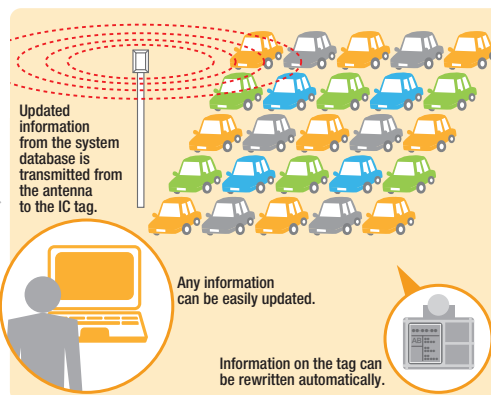 Updated
information
from the system
database is
transmitted from
the antenna
to the IC tag.
Any information
can be easily updated.
AB
Information on the tag can
be rewritten automatically.